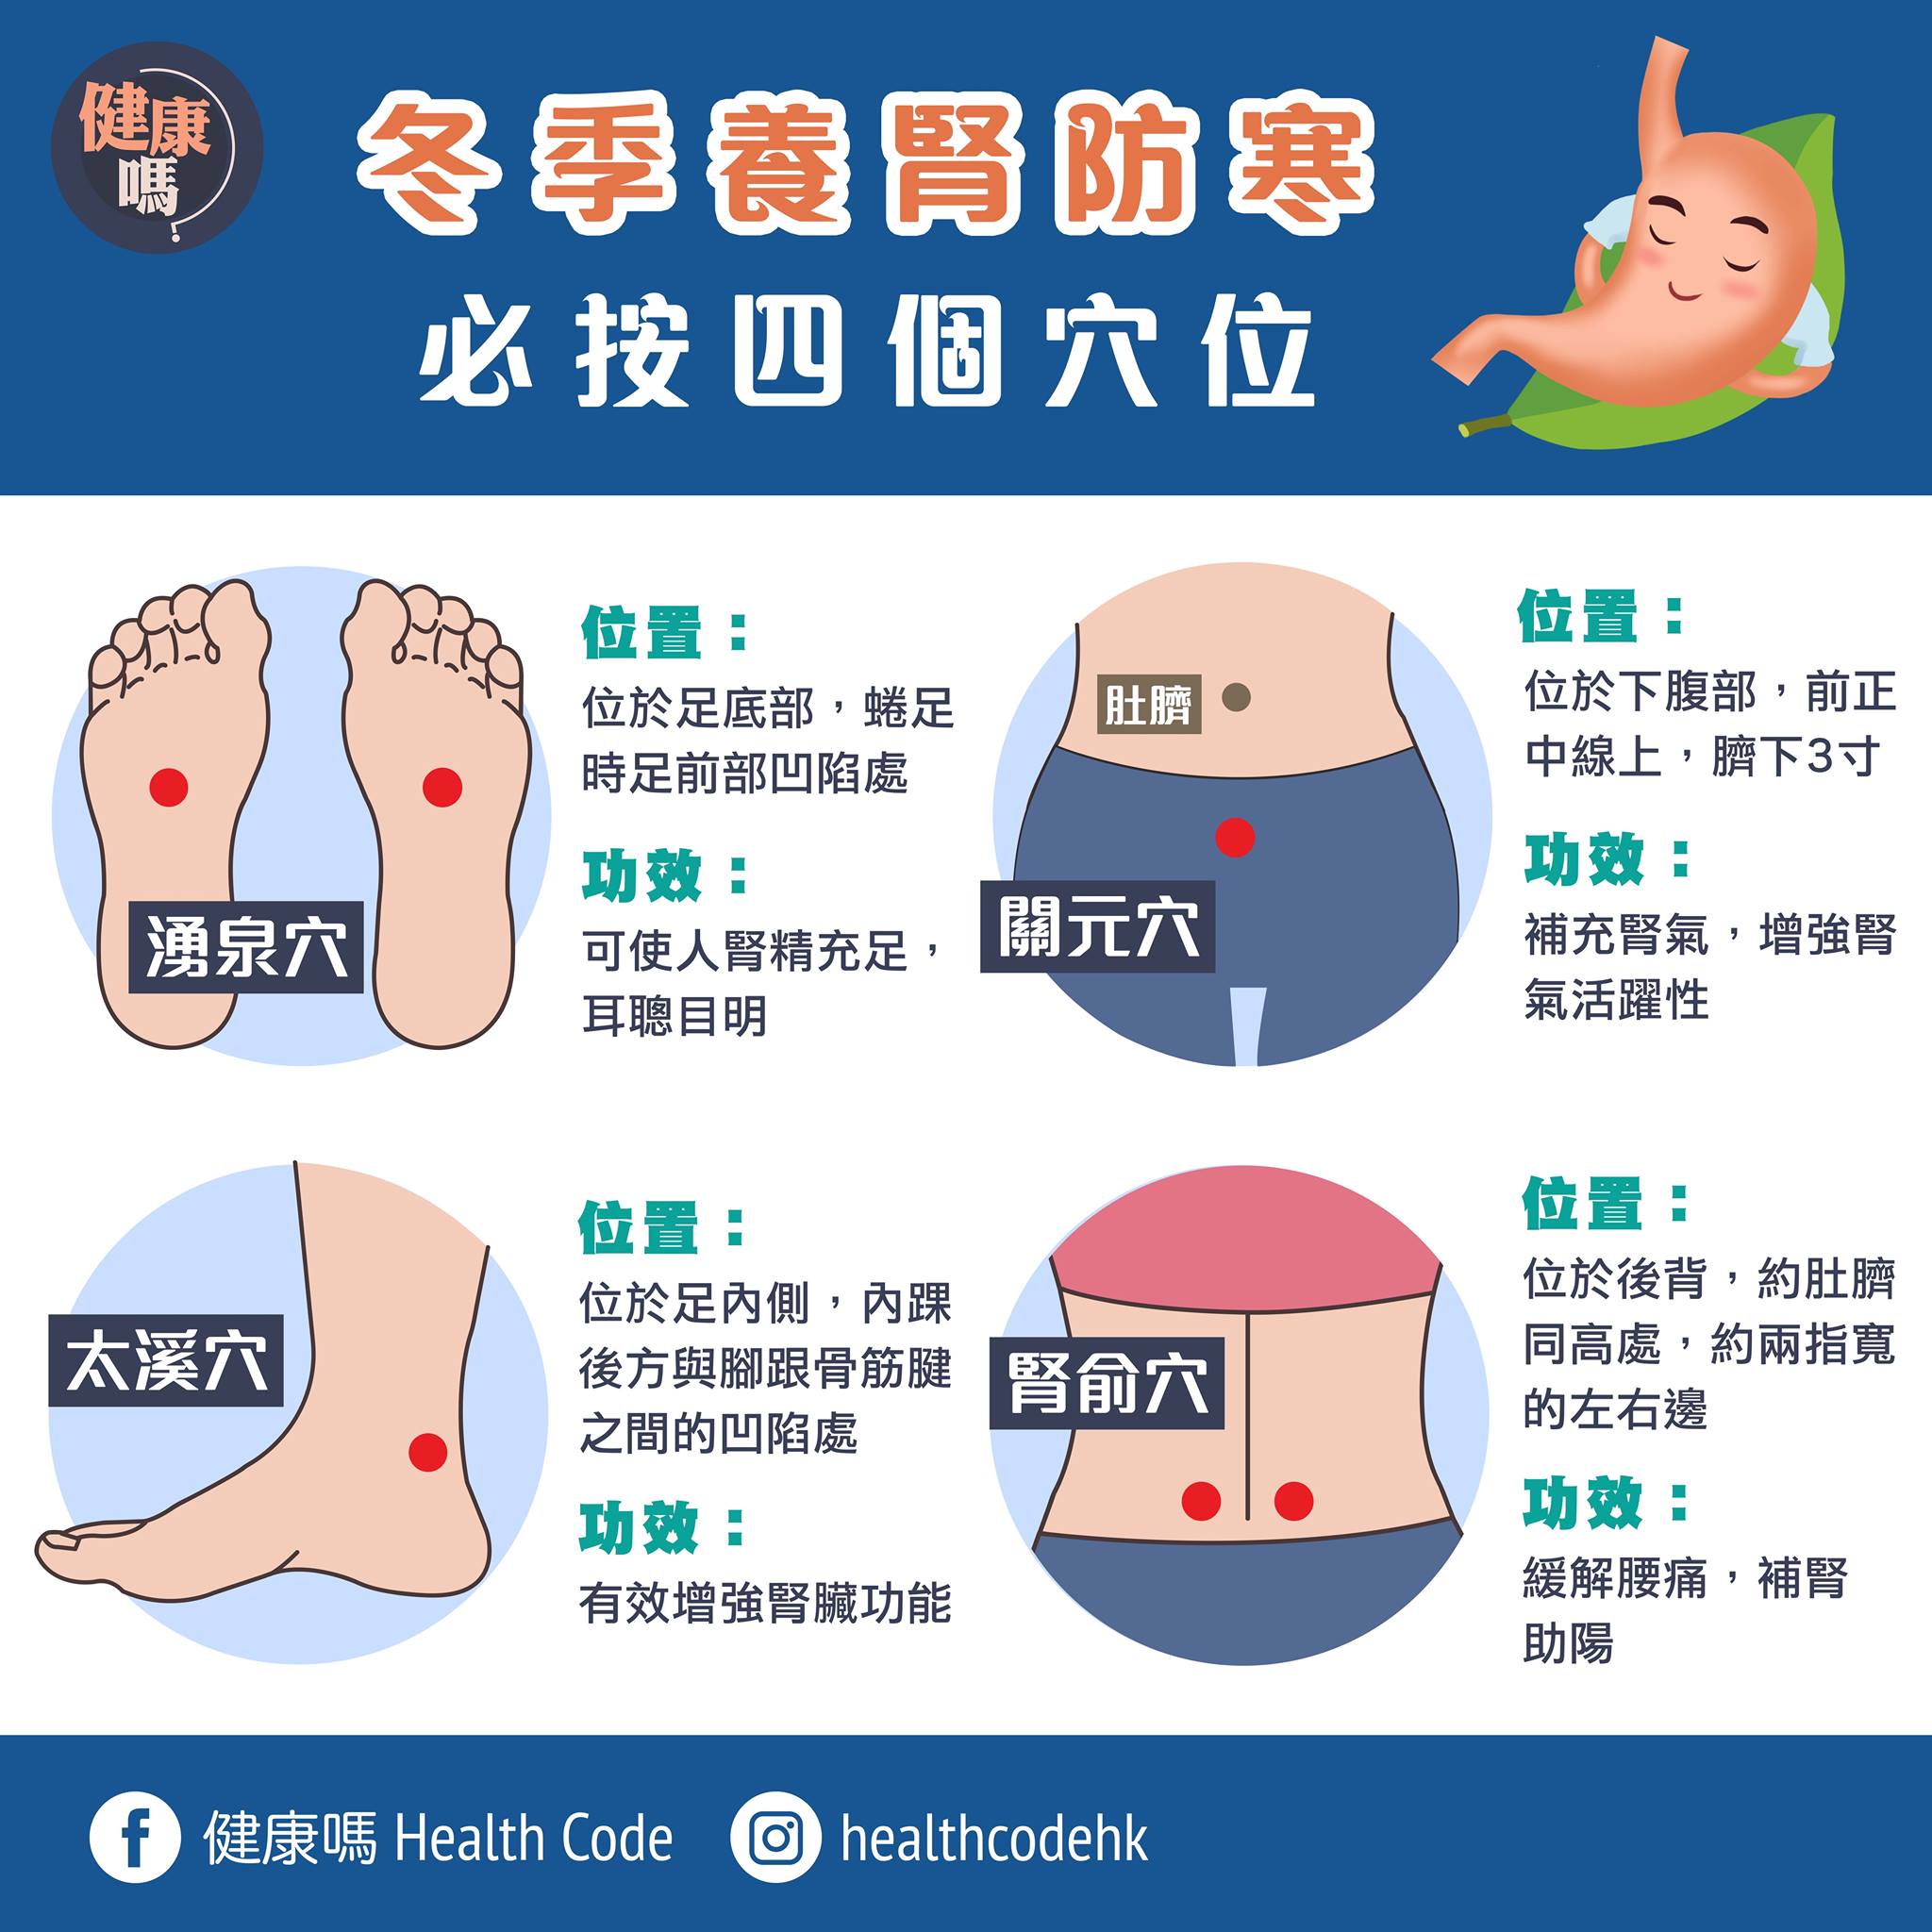 健康
嗎
冬季養腎防寒
必按四個穴位
湧泉穴
位置：
位於足底部，蜷足
時足前部凹陷處
功效：
可使人腎精充足，
耳聰目明
肚臍
關元穴
位置：
位於下腹部，前正
中線上，臍下3寸
功效：
補充腎氣，增強腎
氣活躍性
太溪穴
位置：
位於足內側，內踝
後方與腳跟骨筋腱
之間的凹陷處
功效：
有效增強腎臟功能
腎俞穴
位置：
位於後背，約肚臍
同高處，約兩指寬
的左右邊
功效：
緩解腰痛，補腎
助陽
健康嗎 Health Code
healthcodehk